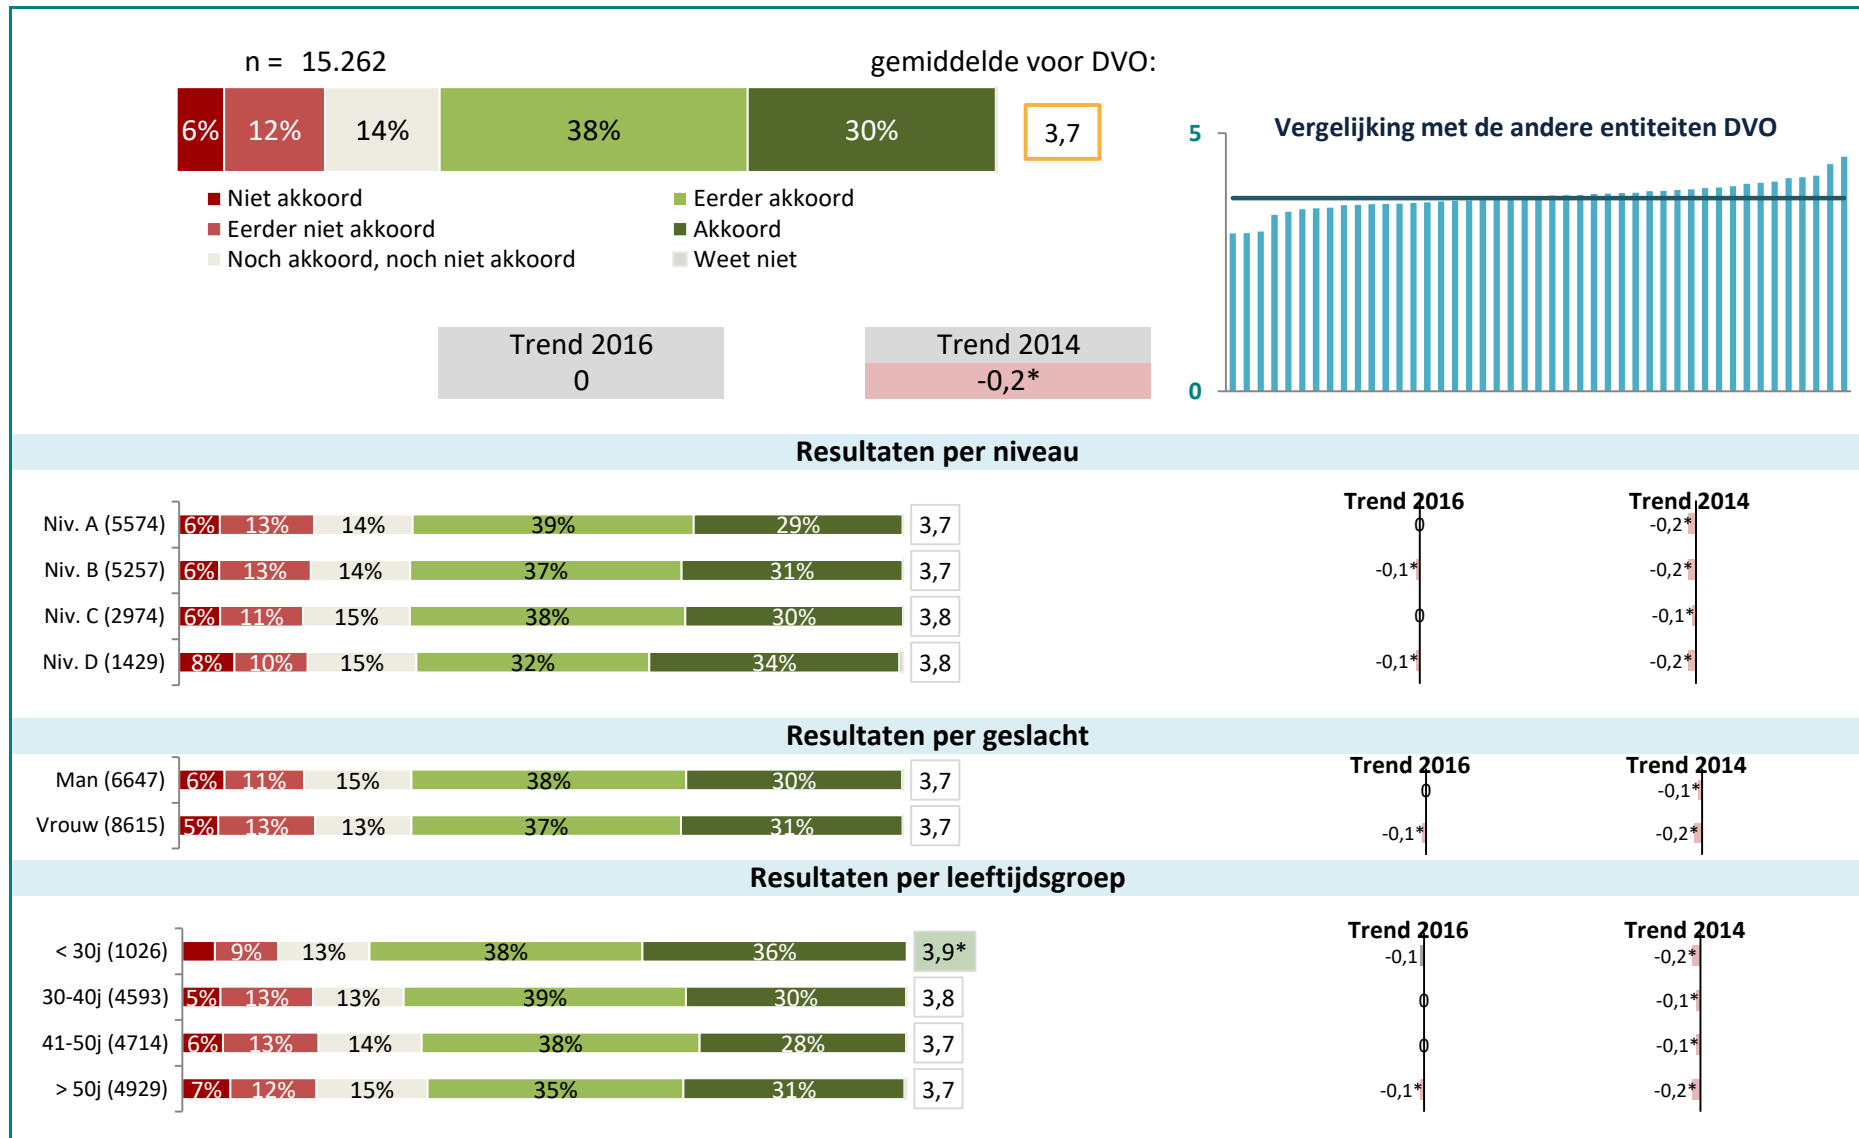 n = 15.262
gemiddelde voor DVO:
6% 12% 14% 38% 30% 3,7
Niet akkoord
Eerder akkoord
Eerder niet akkoord
Akkoord
Noch akkoord, noch niet akkoord
Weet niet
Vergelijking met de andere entiteiten DVO
5
0
Trend 2016
0
Trend 2014
-0,2*
Resultaten per niveau
Trend 2016 Trend 2014
Niv. A (5574) 6% 13% 14% 39% 29% 3,7 0 -0,2*
Niv. B (5257) 6% 13% 14% 37% 31% 3,7 -0,1* -0,2*
Niv. C (2974) 6% 11% 15% 38% 30% 3,8 0 -0,1*
Niv. D (1429) 8% 10% 15% 32% 34% 3,8 -0,1* -0,2*
Resultaten per geslacht
Trend 2016 Trend 2014
Man (6647) 6% 11% 15% 38% 30% 3,7 0 -0,1*
Vrouw (8615) 5% 13% 13% 37% 31% 3,7 -0,1* -0,2*
Resultaten per leeftijdsgroep
Trend 2016 Trend 2014
< 30j (1026) 9% 13% 38% 36% 3,9* -0,1 -0,2*
30-40j (4593) 5% 13% 13% 39% 30% 3,8 0 -0,1*
41-50j (4714) 6% 13% 14% 38% 28% 3,7 0 -0,1*
> 50j (4929) 7% 12% 15% 35% 31% 3,7 -0,1* -0,2*